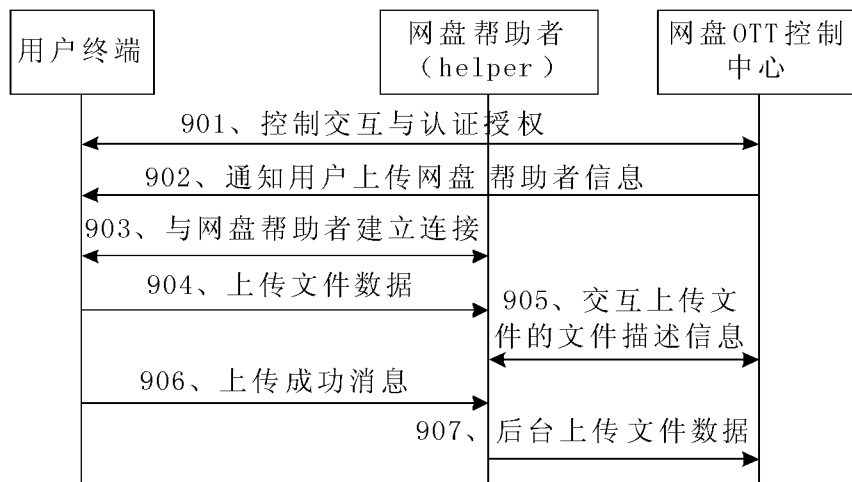 用户终端
网盘帮助者
（helper）
网盘OTT控制
中心
901、控制交互与认证授权
902、通知用户上传网盘帮助者信息
903、与网盘帮助者建立连接
904、上传文件数据
905、交互上传文
件的文件描述信息
906、上传成功消息
907、后台上传文件数据